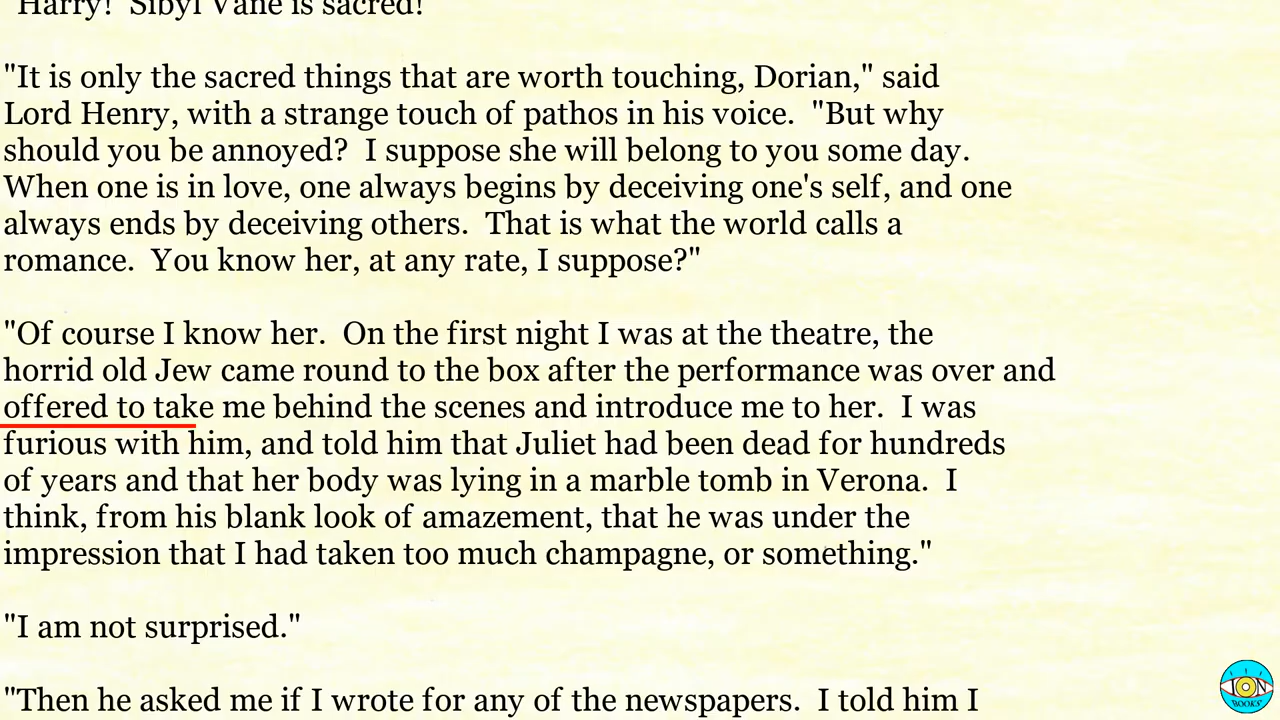 "Harry! Sibyl Vane is sacred!"
"It is only the sacred things that are worth touching, Dorian," said
Lord Henry, with a strange touch of pathos in his voice.  "But why
should you be annoyed?  I suppose she will belong to you some day.
When one is in love, one always begins by deceiving one's self, and one
always ends by deceiving others.  That is what the world calls a
romance.  You know her, at any rate, I suppose?"
"Of course I know her.  On the first night I was at the theatre, the
horrid old Jew came round to the box after the performance was over and
offered to take me behind the scenes and introduce me to her.  I was
furious with him, and told him that Juliet had been dead for hundreds
of years and that her body was lying in a marble tomb in Verona.  I
think, from his blank look of amazement, that he was under the
impression that I had taken too much champagne, or something."
"I am not surprised."
"Then he asked me if I wrote for any of the newspapers.  I told him I
ION
BOOKS